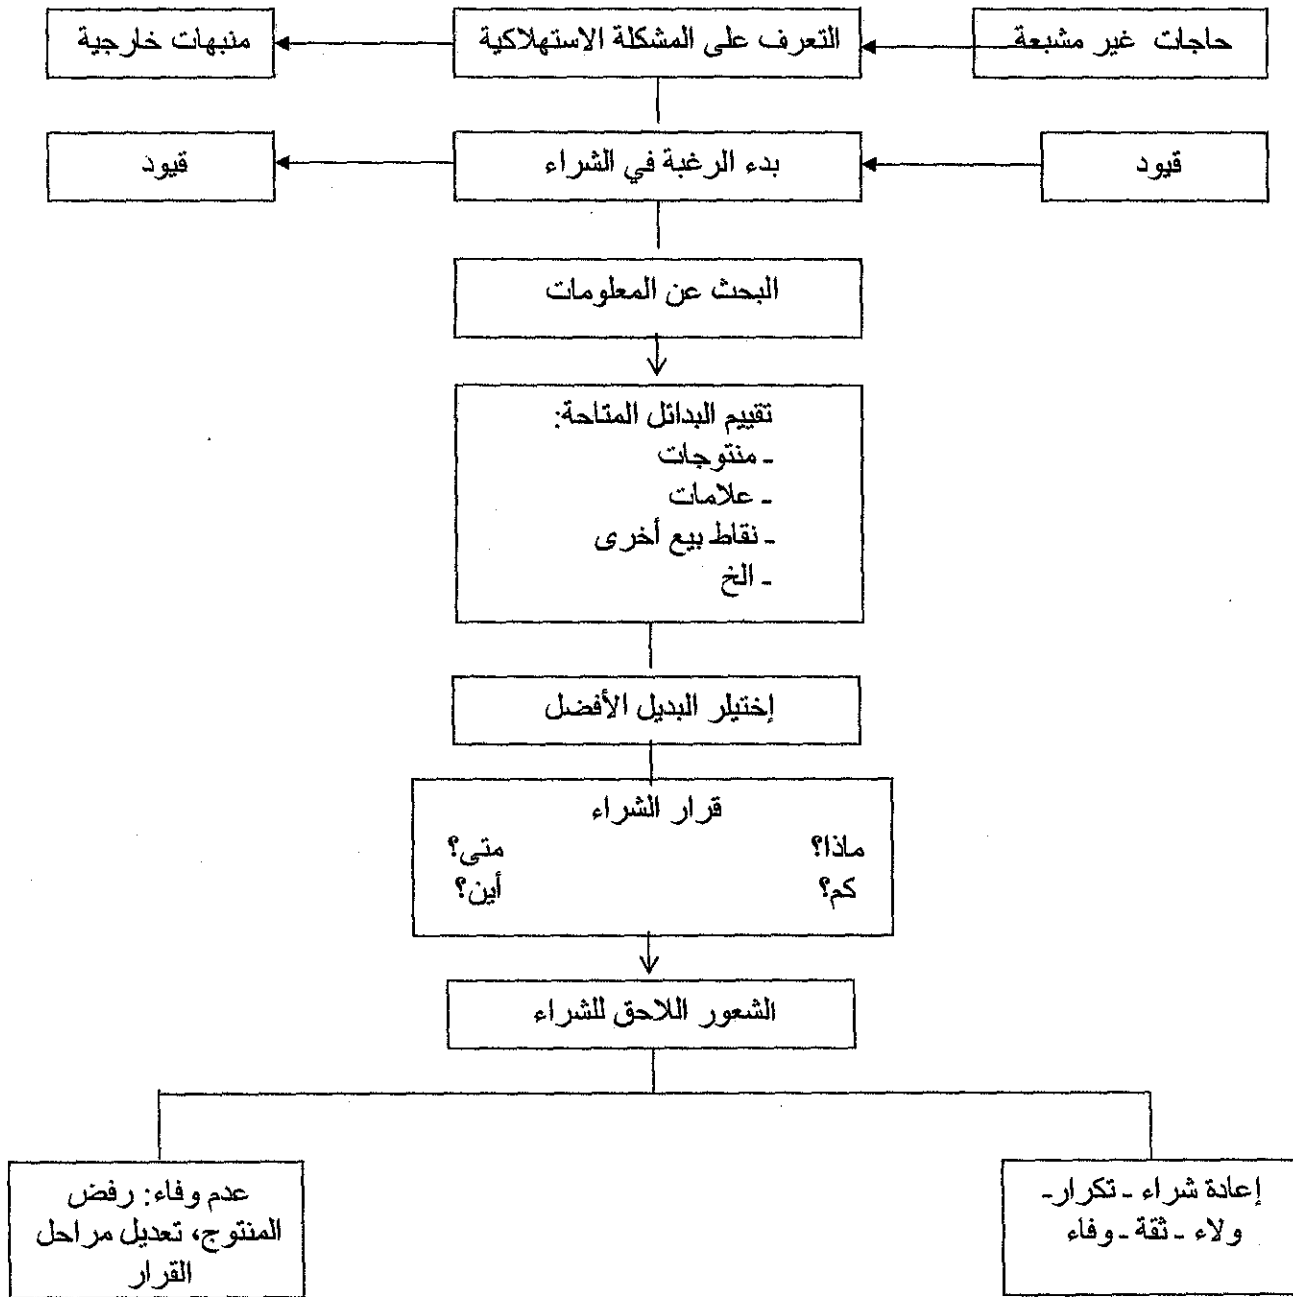 حاجات غير مشبعة
التعرف على المشكلة الاستهلاكية
منبهات خارجية
قيود
بدء الرغبة في الشراء
قيود
البحث عن المعلومات
تقييم البدائل المتاحة:
- منتوجات
- علامات
- نقاط بيع أخرى
- الخ
إختيلر البديل الأفضل
قرار الشراء
ماذا؟ متى؟
كم؟ أين؟
الشعور اللاحق للشراء
إعادة شراء - تكرار-
ولاء - ثقة - وفاء
عدم وفاء: رفض
المنتوج، تعديل مراحل
القرار